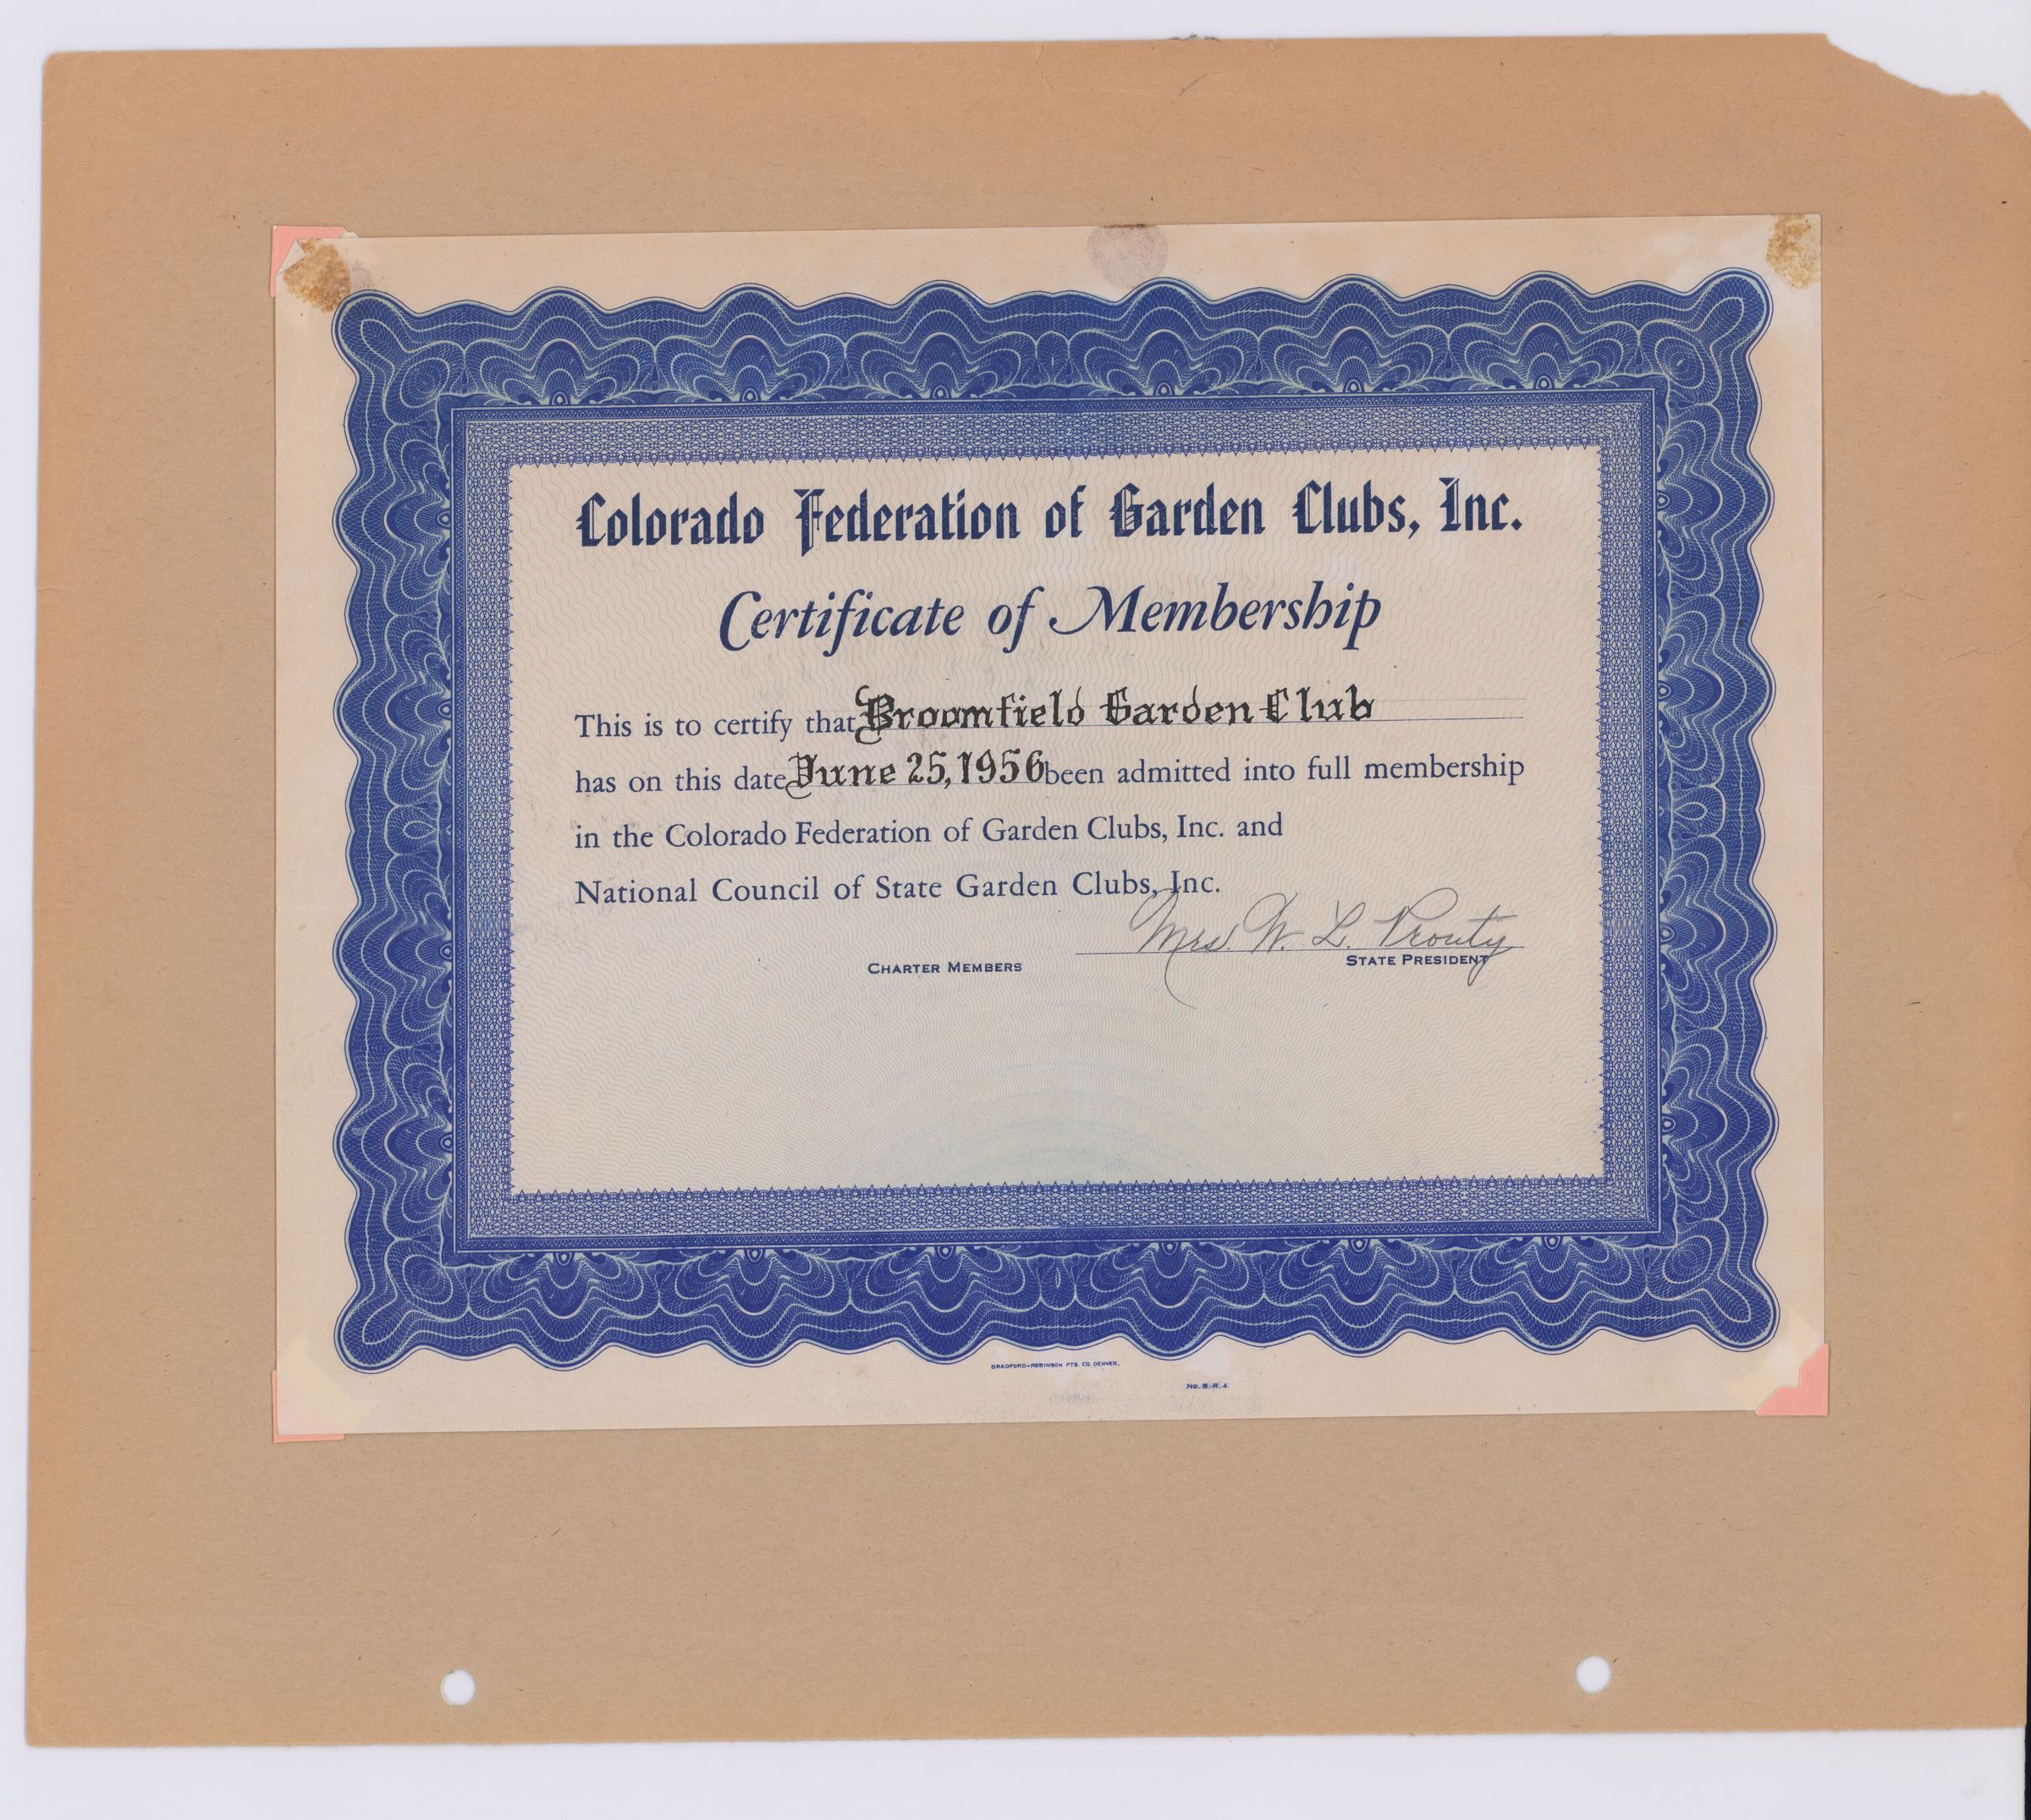 Colorado Federation of Garden Clubs, Inc.
Certificate of Membership
This is to certify that Broomfield Garden Club
has on this date June 25, 1956 been admitted into full membership
in the Colorado Federation of Garden Clubs, Inc. and
National Council of State Garden Clubs, Inc.
Mrs. W. L. Prouty
CHARTER MEMBERS STATE PRESIDENT
BRADFORD-ROBINSON PTG. CO. DENVER.
No. B.-R. 4